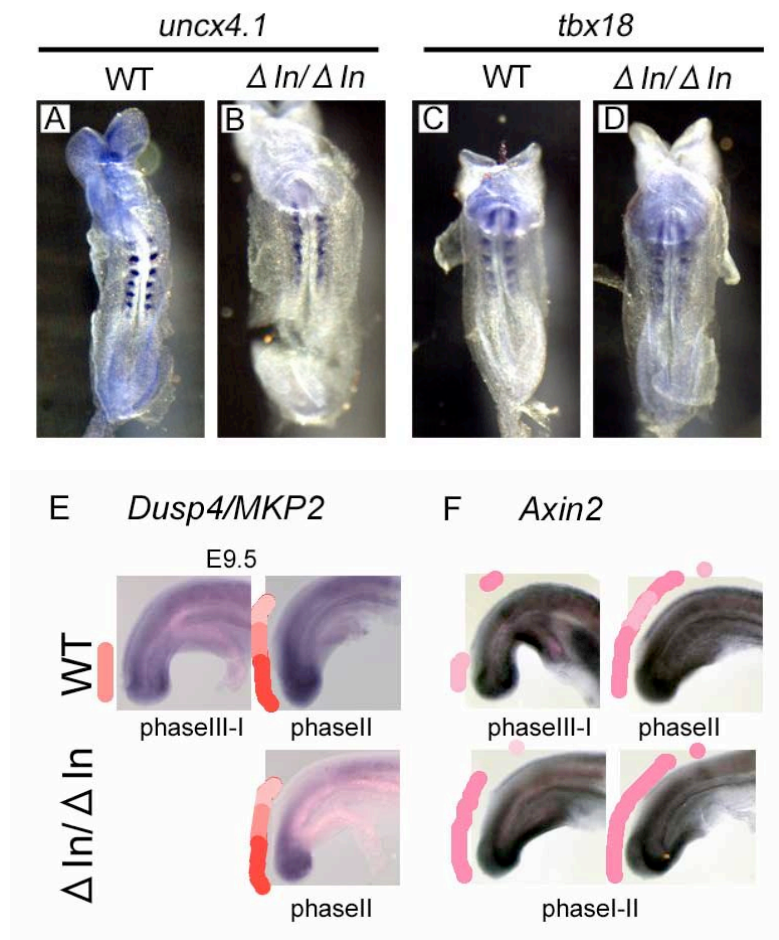 uncx4.1 tbx18
WT Δ In/Δ In WT Δ In/Δ In
A B C D
E Dusp4/MKP2 F Axin2
E9.5
WT
phaseIII-I phaseII phaseIII-I phaseII
Δ In/Δ In
phaseII phaseI-II